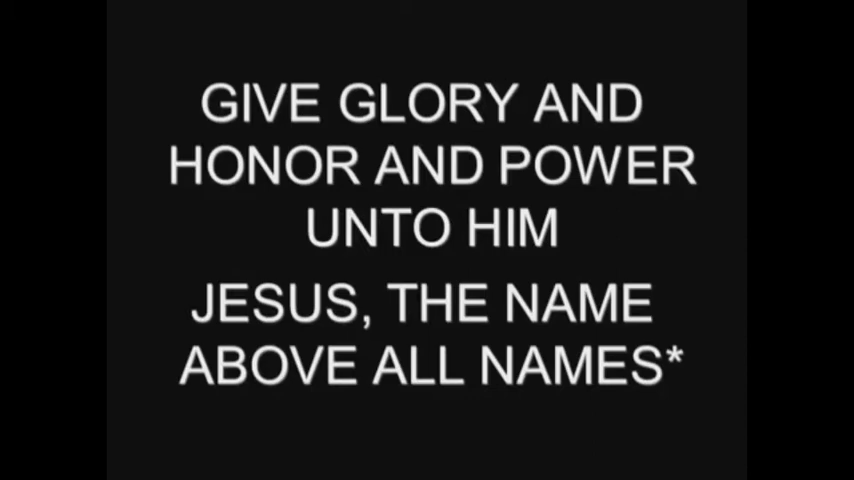 GIVE GLORY AND
HONOR AND POWER
UNTO HIM
JESUS, THE NAME
ABOVE ALL NAMES*